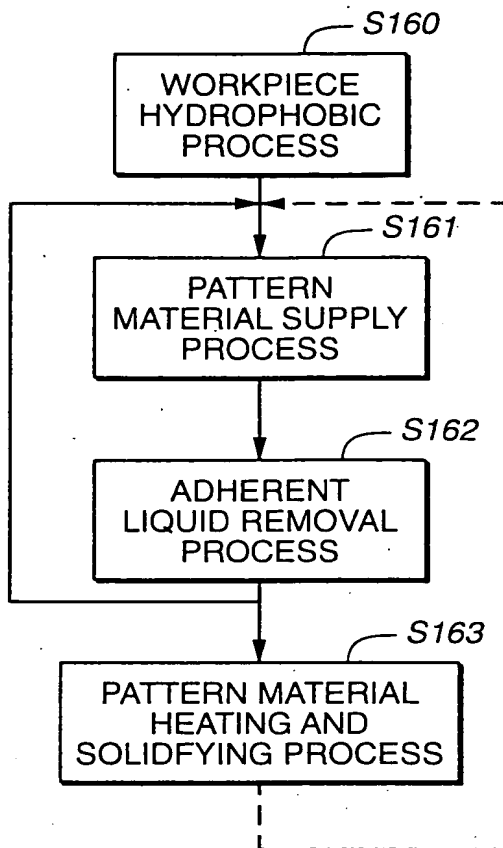 S160
WORKPIECE
HYDROPHOBIC
PROCESS
S161
PATTERN
MATERIAL SUPPLY
PROCESS
S162
ADHERENT
LIQUID REMOVAL
PROCESS
S163
PATTERN MATERIAL
HEATING AND
SOLIDFYING PROCESS